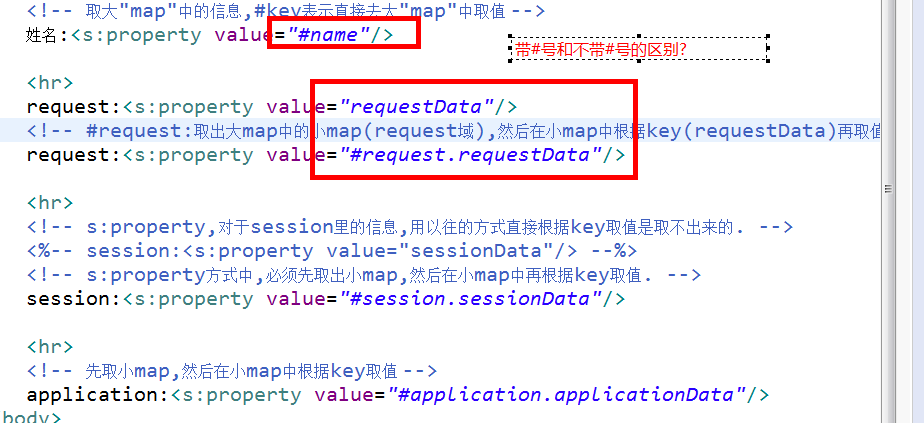 <!-- 取大"map"中的信息,#key表示直接去大"map"中取值 -->
姓名:<s:property value="#name"/>
带#号和不带#号的区别?
<hr>
request:<s:property value="requestData"/>
<!-- #request:取出大map中的小map(request域),然后在小map中根据key(requestData)再取值
request:<s:property value="#request.requestData"/>
<hr>
<!-- s:property,对于session里的信息,用以往的方式直接根据key取值是取不出来的. -->
<%-- session:<s:property value="sessionData"/> --%>
<!-- s:property方式中,必须先取出小map,然后在小map中再根据key取值. -->
session:<s:property value="#session.sessionData"/>
<hr>
<!-- 先取小map,然后在小map中根据key取值 -->
application:<s:property value="#application.applicationData"/>
body>